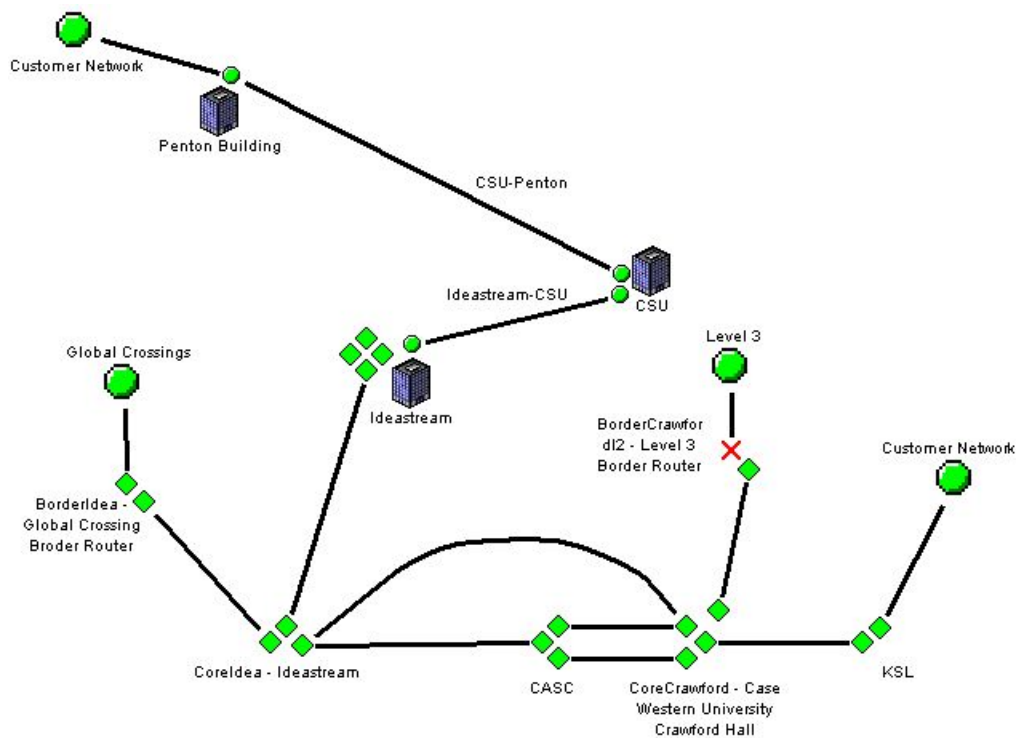 Customer Network
Penton Building
CSU-Penton
Ideastream-CSU
CSU
Global Crossings
Ideastream
Level 3
BorderCrawfor
dl2 - Level 3
Border Router
Customer Network
BorderIdea -
Global Crossing
Broder Router
CoreIdea - Ideastream
CASC
CoreCrawford - Case
Western University
Crawford Hall
KSL